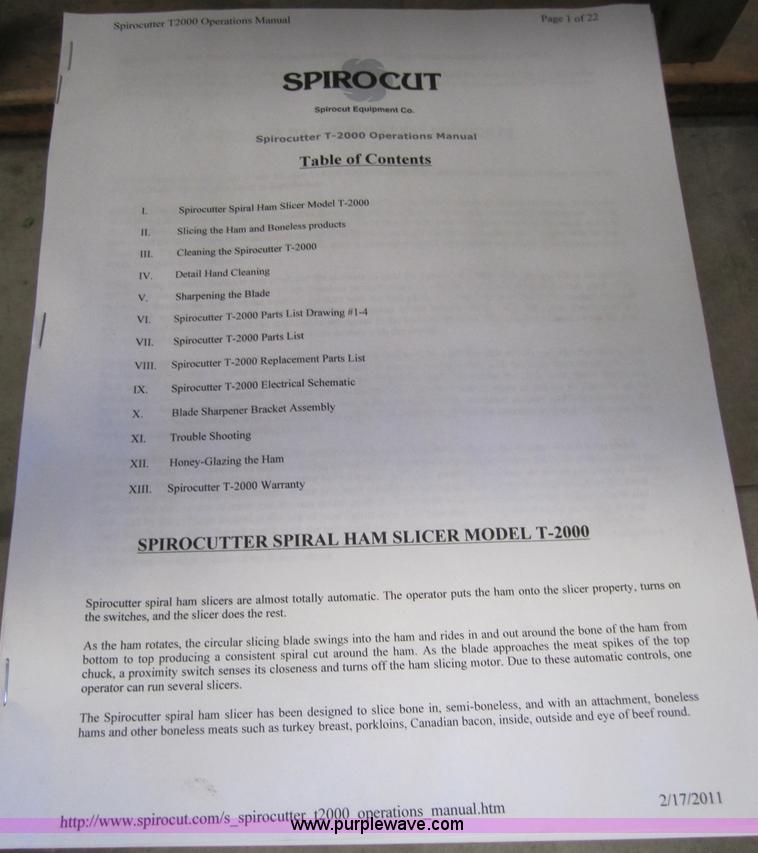 Spirocutter T2000 Operations Manual
Page 1 of 22
SPIROCUT
Spirocut Equipment Co.
Spirocutter T-2000 Operations Manual
Table of Contents
I. Spirocutter Spiral Ham Slicer Model T-2000
II. Slicing the Ham and Boneless products
III. Cleaning the Spirocutter T-2000
IV. Detail Hand Cleaning
V. Sharpening the Blade
VI. Spirocutter T-2000 Parts List Drawing #1-4
VII. Spirocutter T-2000 Parts List
VIII. Spirocutter T-2000 Replacement Parts List
IX. Spirocutter T-2000 Electrical Schematic
X. Blade Sharpener Bracket Assembly
XI. Trouble Shooting
XII. Honey-Glazing the Ham
XIII. Spirocutter T-2000 Warranty
SPIROCUTTER SPIRAL HAM SLICER MODEL T-2000
Spirocutter spiral ham slicers are almost totally automatic. The operator puts the ham onto the slicer property, turns on
the switches, and the slicer does the rest.
As the ham rotates, the circular slicing blade swings into the ham and rides in and out around the bone of the ham from
bottom to top producing a consistent spiral cut around the ham. As the blade approaches the meat spikes of the top
chuck, a proximity switch senses its closeness and turns off the ham slicing motor. Due to these automatic controls, one
operator can run several slicers.
The Spirocutter spiral ham slicer has been designed to slice bone in, semi-boneless, and with an attachment, boneless
hams and other boneless meats such as turkey breast, porkloins, Canadian bacon, inside, outside and eye of beef round.
http://www.spirocut.com/s_spirocutter_t2000_operations_manual.htm
2/17/2011
www.purplewave.com